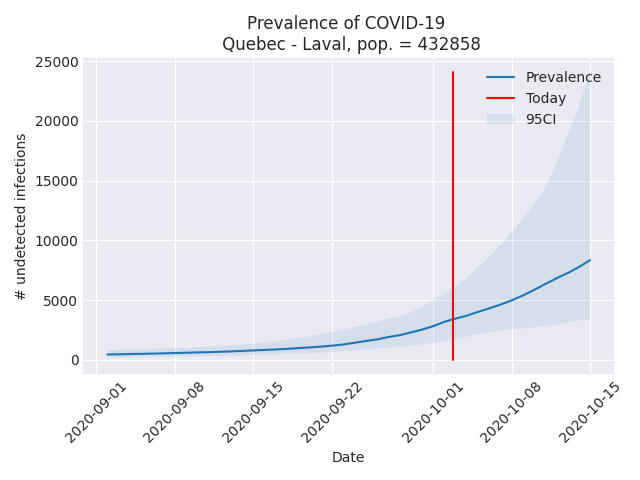 Prevalence of COVID-19
Quebec - Laval, pop. = 432858
Prevalence
Today
95CI
# undetected infections
25000
20000
15000
10000
5000
0
2020-09-01
2020-09-08
2020-09-15
2020-09-22
2020-10-01
2020-10-08
2020-10-15
Date